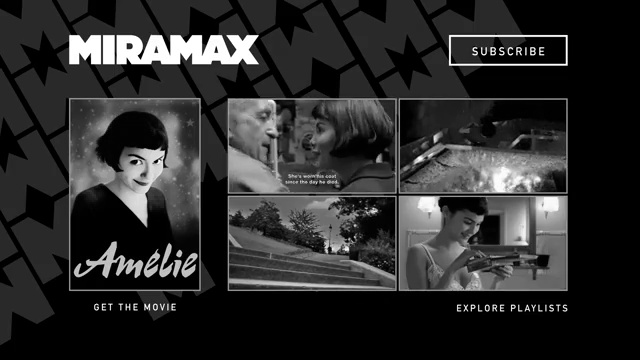 MIRAMAX
SUBSCRIBE
She's worn his coat
since the day he died.
Amélie
GET THE MOVIE
EXPLORE PLAYLISTS